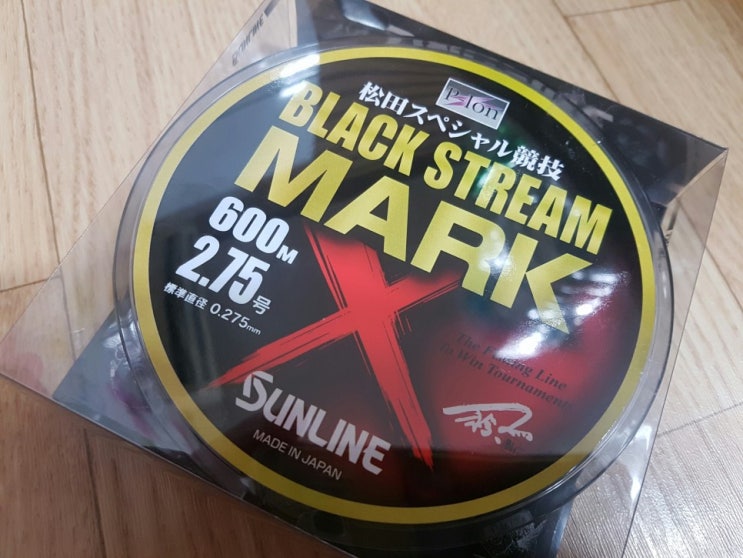 Pλon
松田スペシャル競技
BLACK STREAM
MARK
X
600M
2.75号
標準直径 0.275mm
The Fishing Line
To Win Tournament
SUNLINE
MADE IN JAPAN